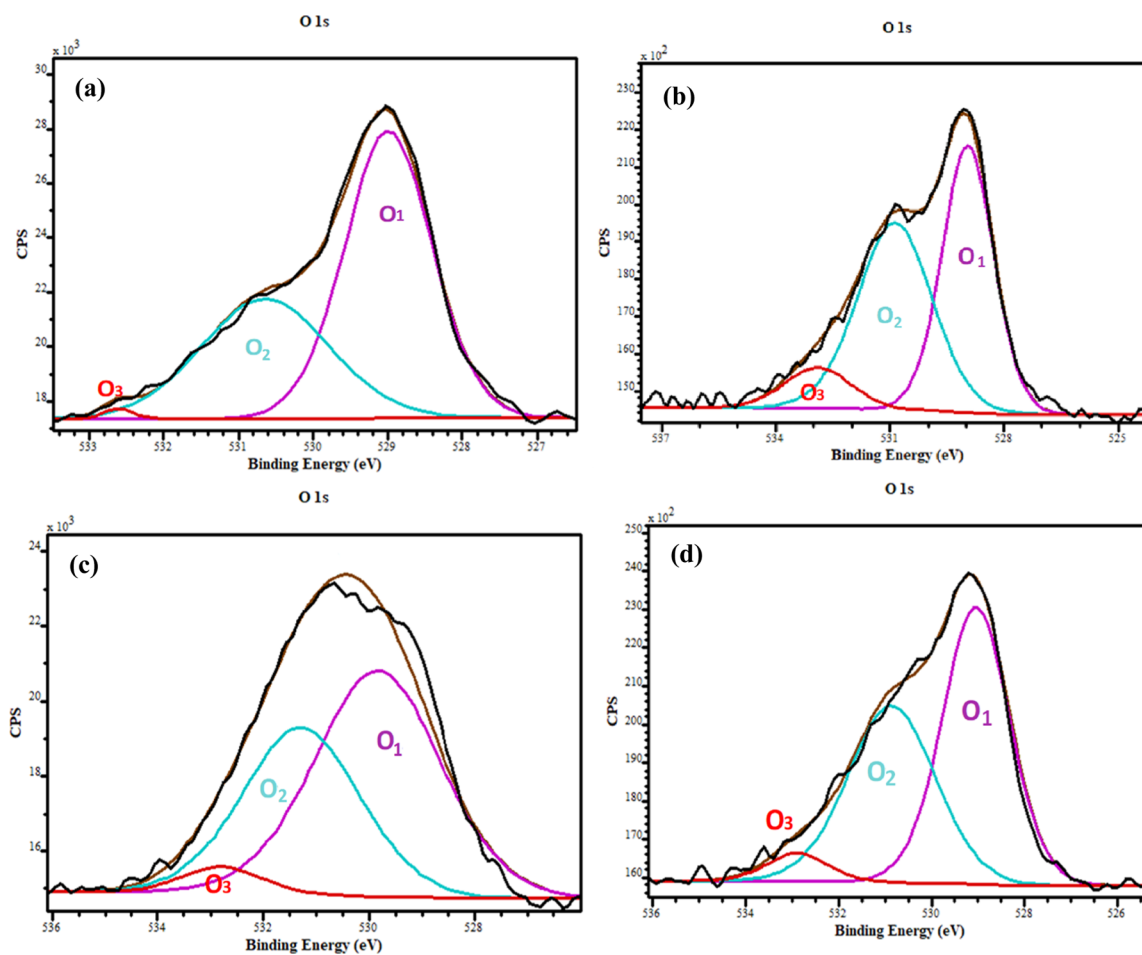 O 1s
x 10³
(a)
30
28
26
24
22
20
18
CPS
O₁
O₂
O₃
533 532 531 530 529 528 527
Binding Energy (eV)
O 1s
x 10²
(b)
230
220
210
200
190
180
170
160
150
CPS
O₁
O₂
O₃
537 534 531 528 525
Binding Energy (eV)
O 1s
x 10³
(c)
24
22
20
18
16
CPS
O₁
O₂
O₃
536 534 532 530 528
Binding Energy (eV)
O 1s
x 10²
(d)
250
240
230
220
210
200
190
180
170
160
CPS
O₁
O₂
O₃
536 534 532 530 528 526
Binding Energy (eV)